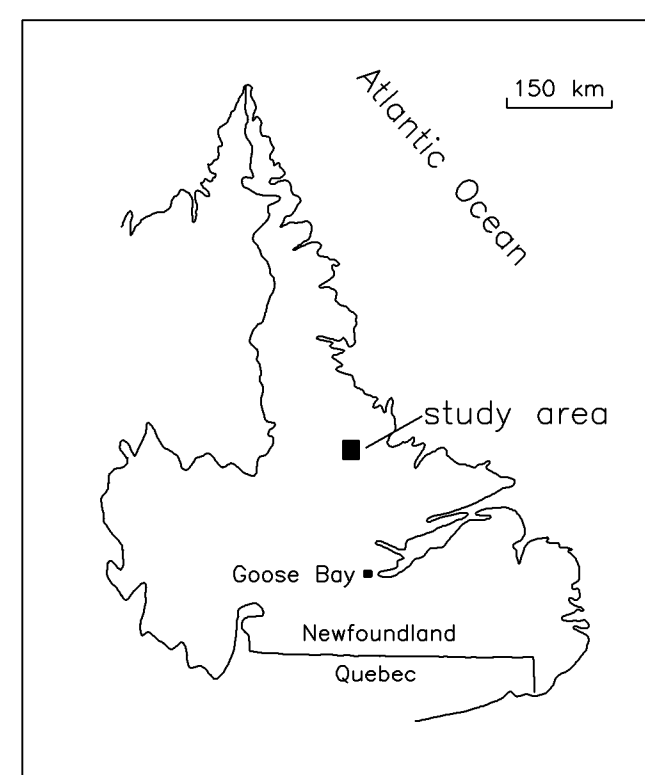 150 km
Atlantic Ocean
study area
Goose Bay
Newfoundland
Quebec